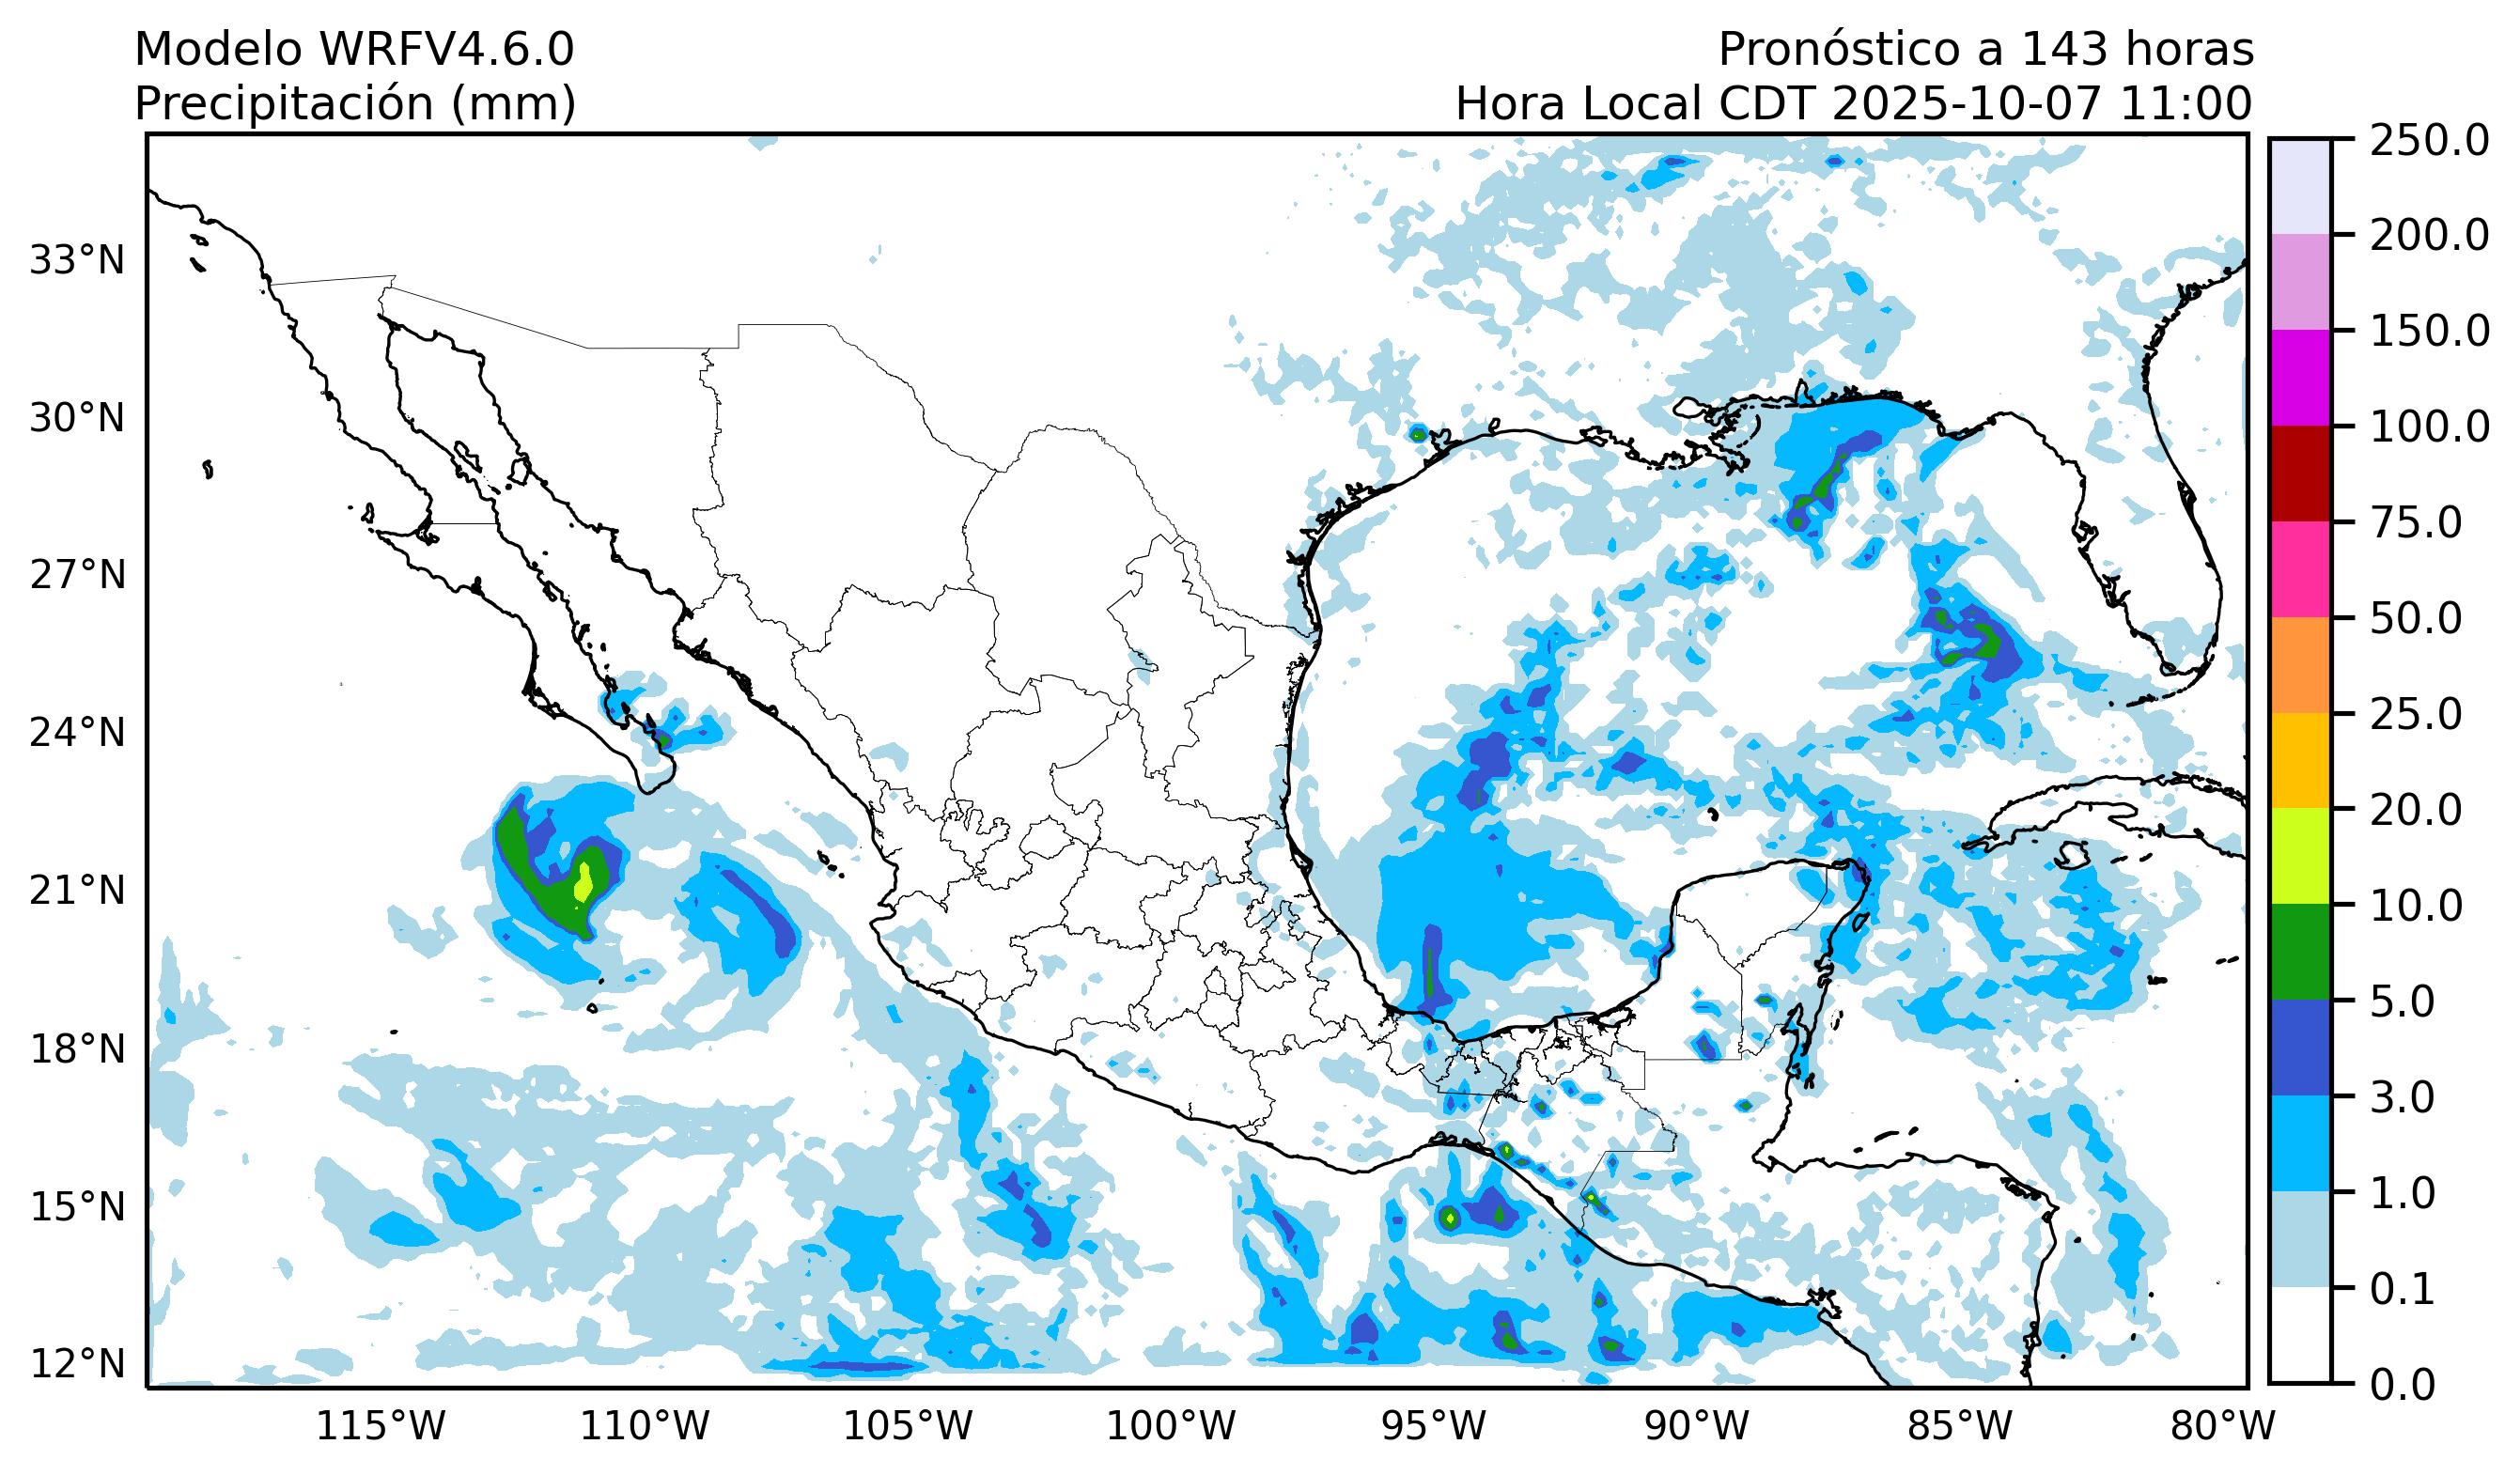 Modelo WRFV4.6.0
Precipitación (mm)
Pronóstico a 143 horas
Hora Local CDT 2025-10-07 11:00
33°N
30°N
27°N
24°N
21°N
18°N
15°N
12°N
115°W
110°W
105°W
100°W
95°W
90°W
85°W
80°W
250.0
200.0
150.0
100.0
75.0
50.0
25.0
20.0
10.0
5.0
3.0
1.0
0.1
0.0